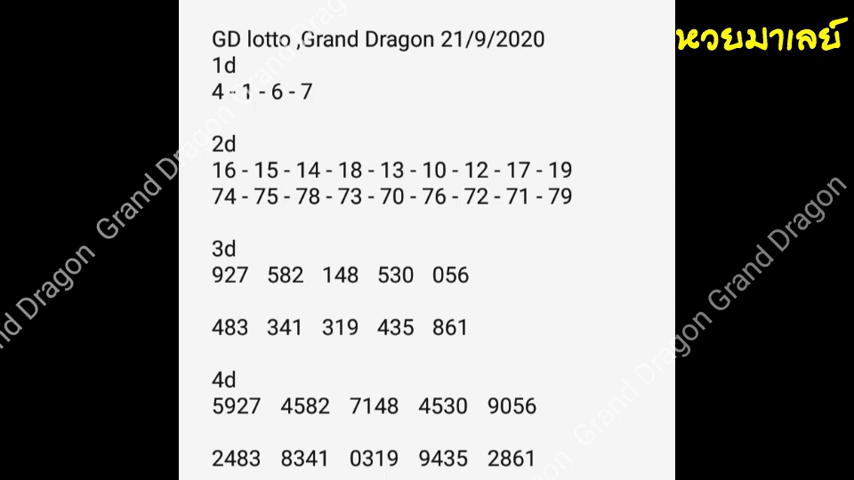 GD lotto ,Grand Dragon 21/9/2020
หวยมาเลย์
1d
4 - 1 - 6 - 7
2d
16 - 15 - 14 - 18 - 13 - 10 - 12 - 17 - 19
74 - 75 - 78 - 73 - 70 - 76 - 72 - 71 - 79
3d
927 582 148 530 056
483 341 319 435 861
4d
5927 4582 7148 4530 9056
2483 8341 0319 9435 2861
Grand Dragon Grand Dragon
Grand Dragon Grand Dragon